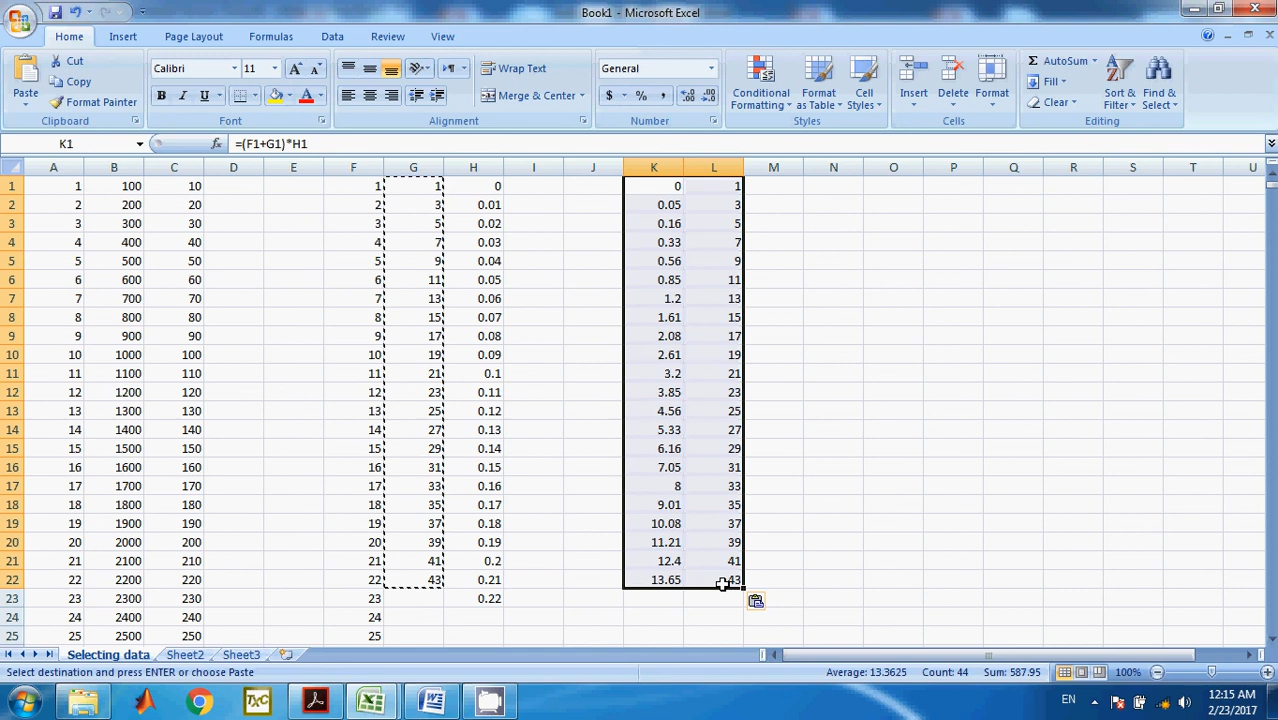 Book1 - Microsoft Excel
Home Insert Page Layout Formulas Data Review View
Cut Calibri 11 A A Wrap Text General AutoSum
Copy Fill
Paste Format Painter B I U A Merge & Center $ % , Conditional Formatting Format as Table Cell Styles Insert Delete Format Clear Sort & Filter Find & Select
Clipboard Font Alignment Number Styles Cells Editing
K1 fx =(F1+G1)*H1
A B C D E F G H I J K L M N O P Q R S T U
1 1 100 10 1 1 0 0 1
2 2 200 20 2 3 0.01 0.05 3
3 3 300 30 3 5 0.02 0.16 5
4 4 400 40 4 7 0.03 0.33 7
5 5 500 50 5 9 0.04 0.56 9
6 6 600 60 6 11 0.05 0.85 11
7 7 700 70 7 13 0.06 1.2 13
8 8 800 80 8 15 0.07 1.61 15
9 9 900 90 9 17 0.08 2.08 17
10 10 1000 100 10 19 0.09 2.61 19
11 11 1100 110 11 21 0.1 3.2 21
12 12 1200 120 12 23 0.11 3.85 23
13 13 1300 130 13 25 0.12 4.56 25
14 14 1400 140 14 27 0.13 5.33 27
15 15 1500 150 15 29 0.14 6.16 29
16 16 1600 160 16 31 0.15 7.05 31
17 17 1700 170 17 33 0.16 8 33
18 18 1800 180 18 35 0.17 9.01 35
19 19 1900 190 19 37 0.18 10.08 37
20 20 2000 200 20 39 0.19 11.21 39
21 21 2100 210 21 41 0.2 12.4 41
22 22 2200 220 22 43 0.21 13.65 43
23 23 2300 230 23 0.22
24 24 2400 240 24
25 25 2500 250 25
Selecting data Sheet2 Sheet3
Select destination and press ENTER or choose Paste Average: 13.3625 Count: 44 Sum: 587.95 100%
TXC EN 12:15 AM
2/23/2017